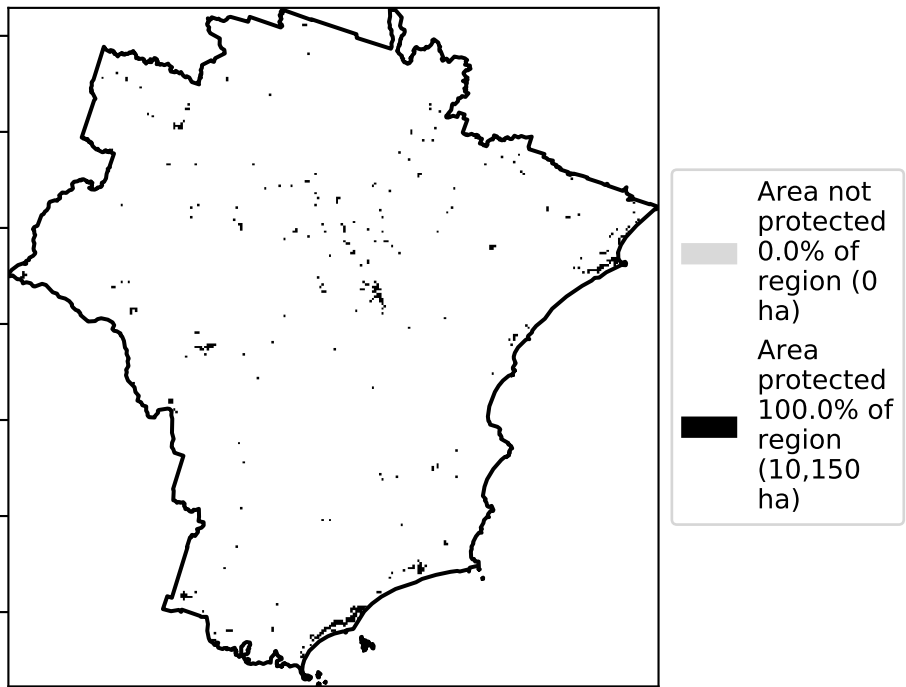 Area not
protected
0.0% of
region (0
ha)
Area
protected
100.0% of
region
(10,150
ha)